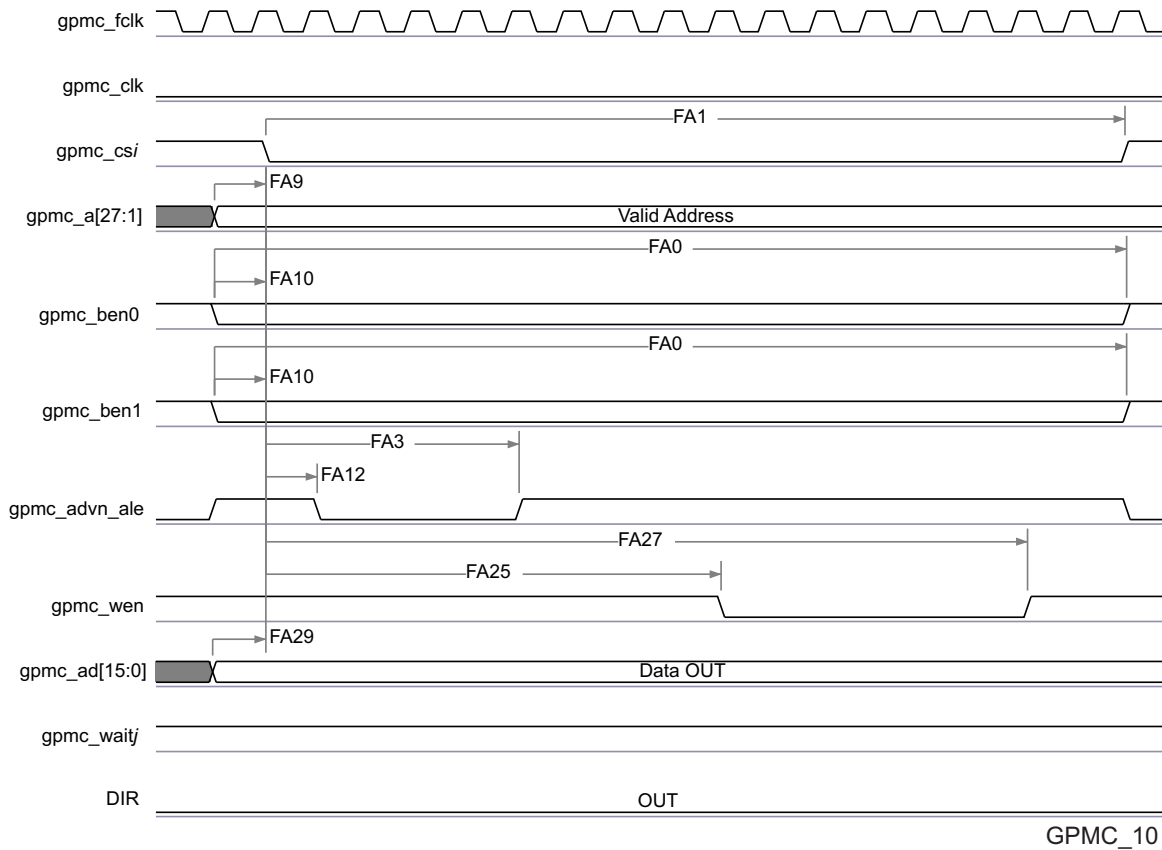 gpmc_fclk
gpmc_clk
FA1
gpmc_csi
FA9
gpmc_a[27:1]
Valid Address
FA0
FA10
gpmc_ben0
FA0
FA10
gpmc_ben1
FA3
FA12
gpmc_advn_ale
FA27
FA25
gpmc_wen
FA29
gpmc_ad[15:0]
Data OUT
gpmc_waitj
DIR
OUT
GPMC_10